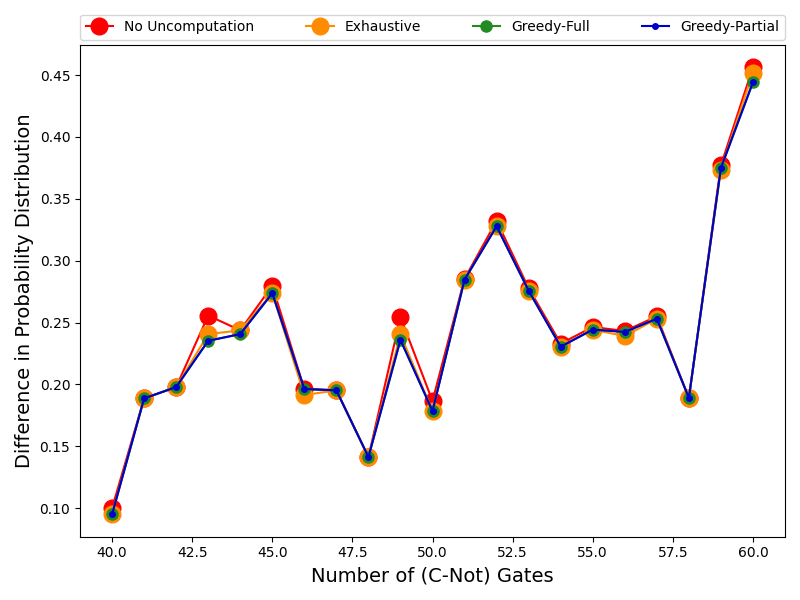 No Uncomputation Exhaustive Greedy-Full Greedy-Partial
Difference in Probability Distribution
0.45
0.40
0.35
0.30
0.25
0.20
0.15
0.10
40.0 42.5 45.0 47.5 50.0 52.5 55.0 57.5 60.0
Number of (C-Not) Gates